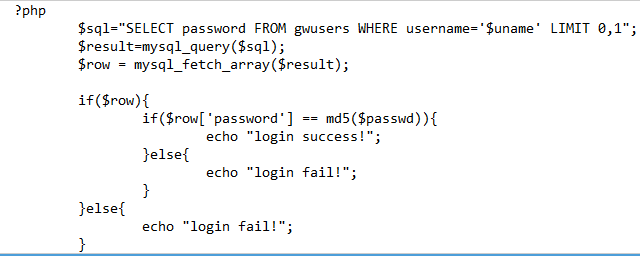 ?php
$sql="SELECT password FROM gwusers WHERE username='$uname' LIMIT 0,1";
$result=mysql_query($sql);
$row = mysql_fetch_array($result);
if($row){
if($row['password'] == md5($passwd)){
echo "login success!";
}else{
echo "login fail!";
}
}else{
echo "login fail!";
}